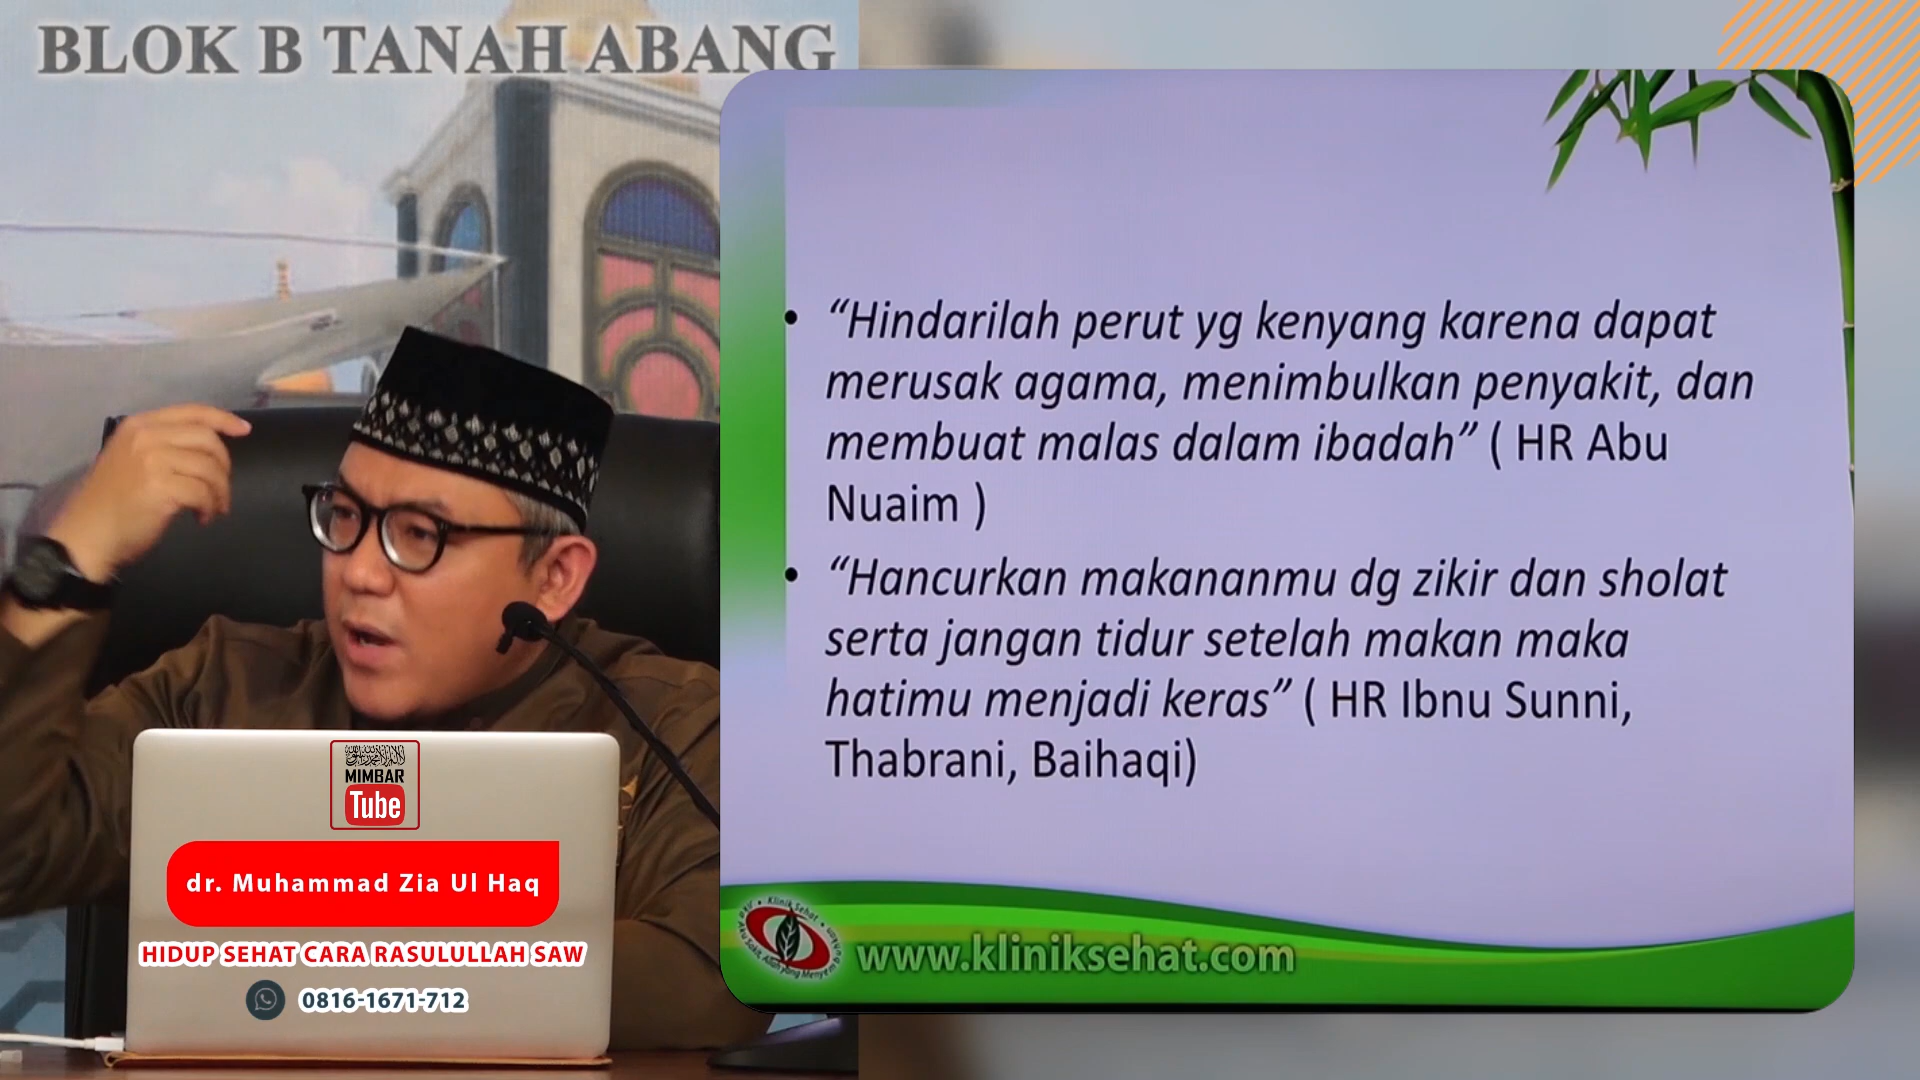 BLOK B TANAH ABANG
• “Hindarilah perut yg kenyang karena dapat
merusak agama, menimbulkan penyakit, dan
membuat malas dalam ibadah” ( HR Abu
Nuaim )
• “Hancurkan makananmu dg zikir dan sholat
serta jangan tidur setelah makan maka
hatimu menjadi keras” ( HR Ibnu Sunni,
Thabrani, Baihaqi)
Klinik Sehat
www.kliniksehat.com
MIMBAR
Tube
dr. Muhammad Zia Ul Haq
HIDUP SEHAT CARA RASULULLAH SAW
0816-1671-712